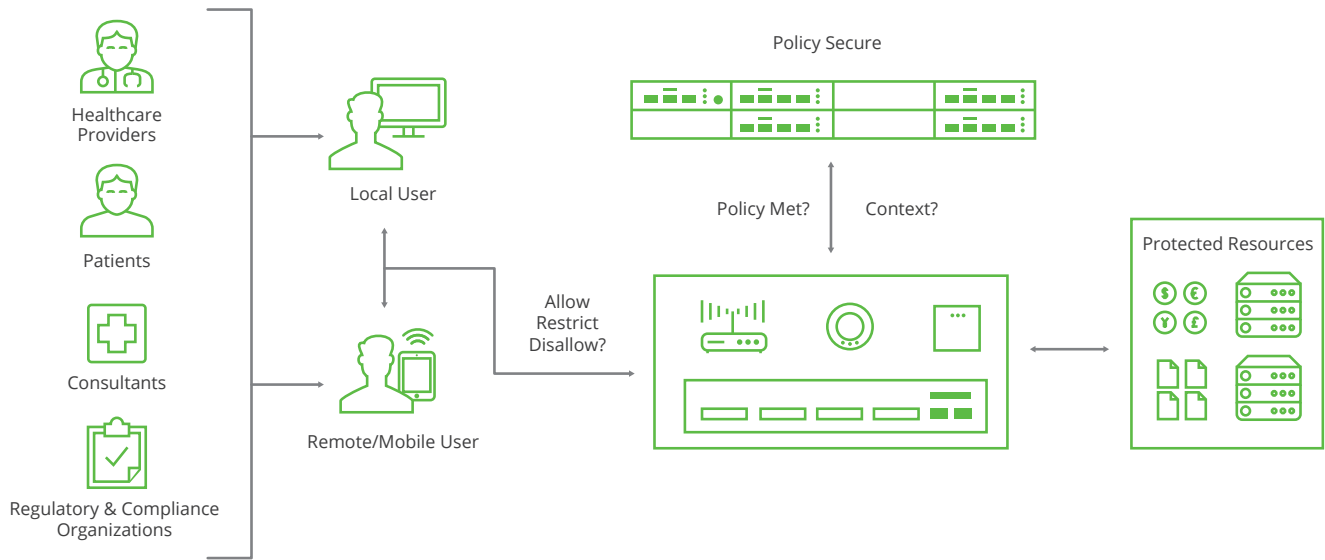 Healthcare
Providers
Patients
Consultants
Regulatory & Compliance
Organizations
Local User
Remote/Mobile User
Allow
Restrict
Disallow?
Policy Secure
Policy Met?
Context?
Protected Resources
$
€
¥
£